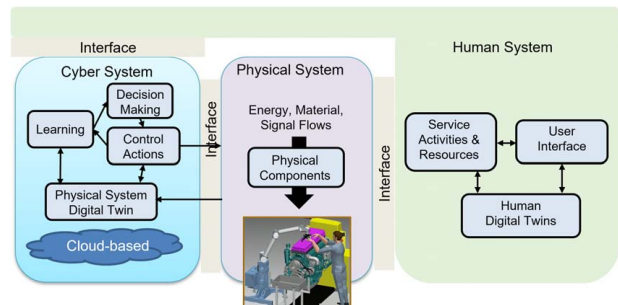 Interface
Cyber System
Decision
Making
Learning
Control
Actions
Physical System
Digital Twin
Cloud-based
Interface
Physical System
Energy, Material,
Signal Flows
Physical
Components
Interface
Human System
Service
Activities &
Resources
User
Interface
Human
Digital Twins